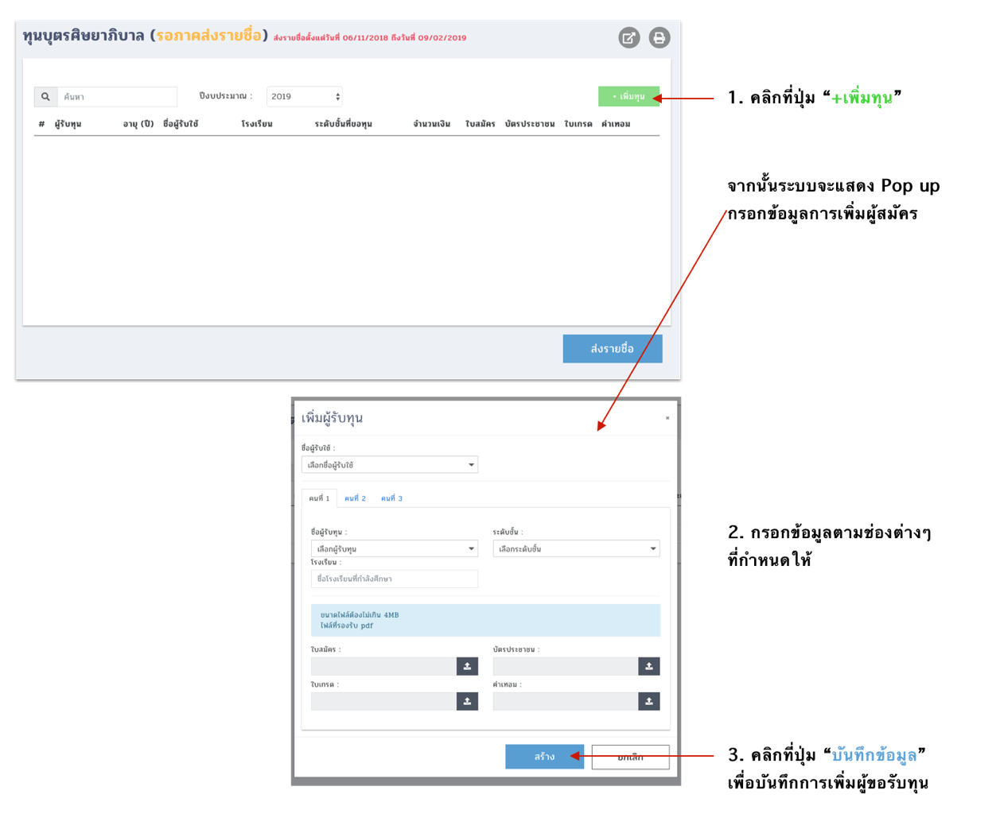 ทุนบุตรศิษยาภิบาล (รอภาคส่งรายชื่อ) ส่งรายชื่อตั้งแต่วันที่ 06/11/2018 ถึงวันที่ 09/02/2019
ค้นหา ปีงบประมาณ : 2019 + เพิ่มทุน
# ผู้รับทุน อายุ (ปี) ชื่อผู้รับใช้ โรงเรียน ระดับชั้นที่ขอทุน จำนวนเงิน ใบสมัคร บัตรประชาชน ใบเกรด ค่าเทอม
ส่งรายชื่อ
1. คลิกที่ปุ่ม “+เพิ่มทุน”
จากนั้นระบบจะแสดง Pop up
กรอกข้อมูลการเพิ่มผู้สมัคร
เพิ่มผู้รับทุน ×
ชื่อผู้รับใช้ :
เลือกชื่อผู้รับใช้
คนที่ 1 คนที่ 2 คนที่ 3
ชื่อผู้รับทุน : ระดับชั้น :
เลือกผู้รับทุน เลือกระดับชั้น
โรงเรียน :
ชื่อโรงเรียนที่กำลังศึกษา
ขนาดไฟล์ต้องไม่เกิน 4MB
ไฟล์ที่รองรับ pdf
ใบสมัคร : บัตรประชาชน :
ใบเกรด : ค่าเทอม :
สร้าง ยกเลิก
2. กรอกข้อมูลตามช่องต่างๆ
ที่กำหนดให้
3. คลิกที่ปุ่ม “บันทึกข้อมูล”
เพื่อบันทึกการเพิ่มผู้ขอรับทุน